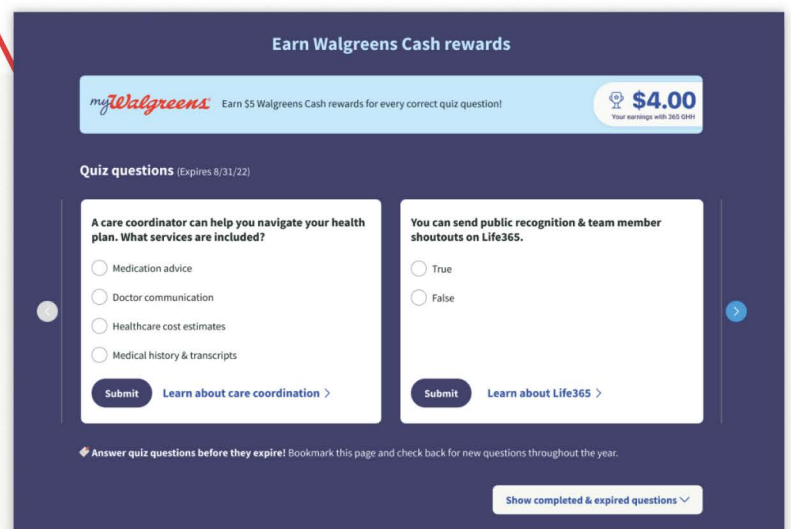 Earn Walgreens Cash rewards
myWalgreens
Earn $5 Walgreens Cash rewards for every correct quiz question!
$4.00
Your earnings with 365 GHH
Quiz questions (Expires 8/31/22)
A care coordinator can help you navigate your health
plan. What services are included?
Medication advice
Doctor communication
Healthcare cost estimates
Medical history & transcripts
Submit
Learn about care coordination >
You can send public recognition & team member
shoutouts on Life365.
True
False
Submit
Learn about Life365 >
Answer quiz questions before they expire! Bookmark this page and check back for new questions throughout the year.
Show completed & expired questions